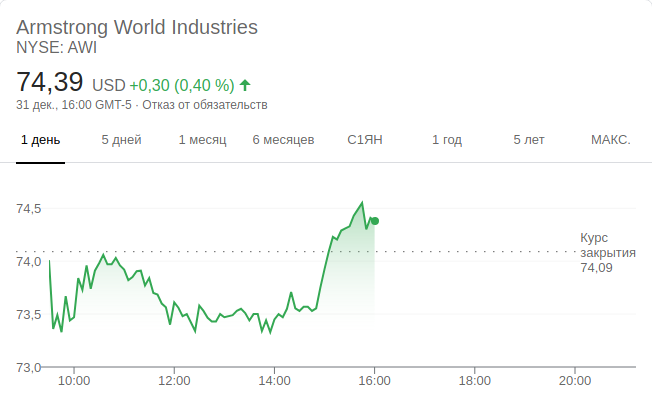 Armstrong World Industries
NYSE: AWI
74,39 USD +0,30 (0,40 %)
31 дек., 16:00 GMT-5 · Отказ от обязательств
1 день 5 дней 1 месяц 6 месяцев С1ЯН 1 год 5 лет МАКС.
74,5
74,0
73,5
73,0
Курс
закрытия
74,09
10:00 12:00 14:00 16:00 18:00 20:00